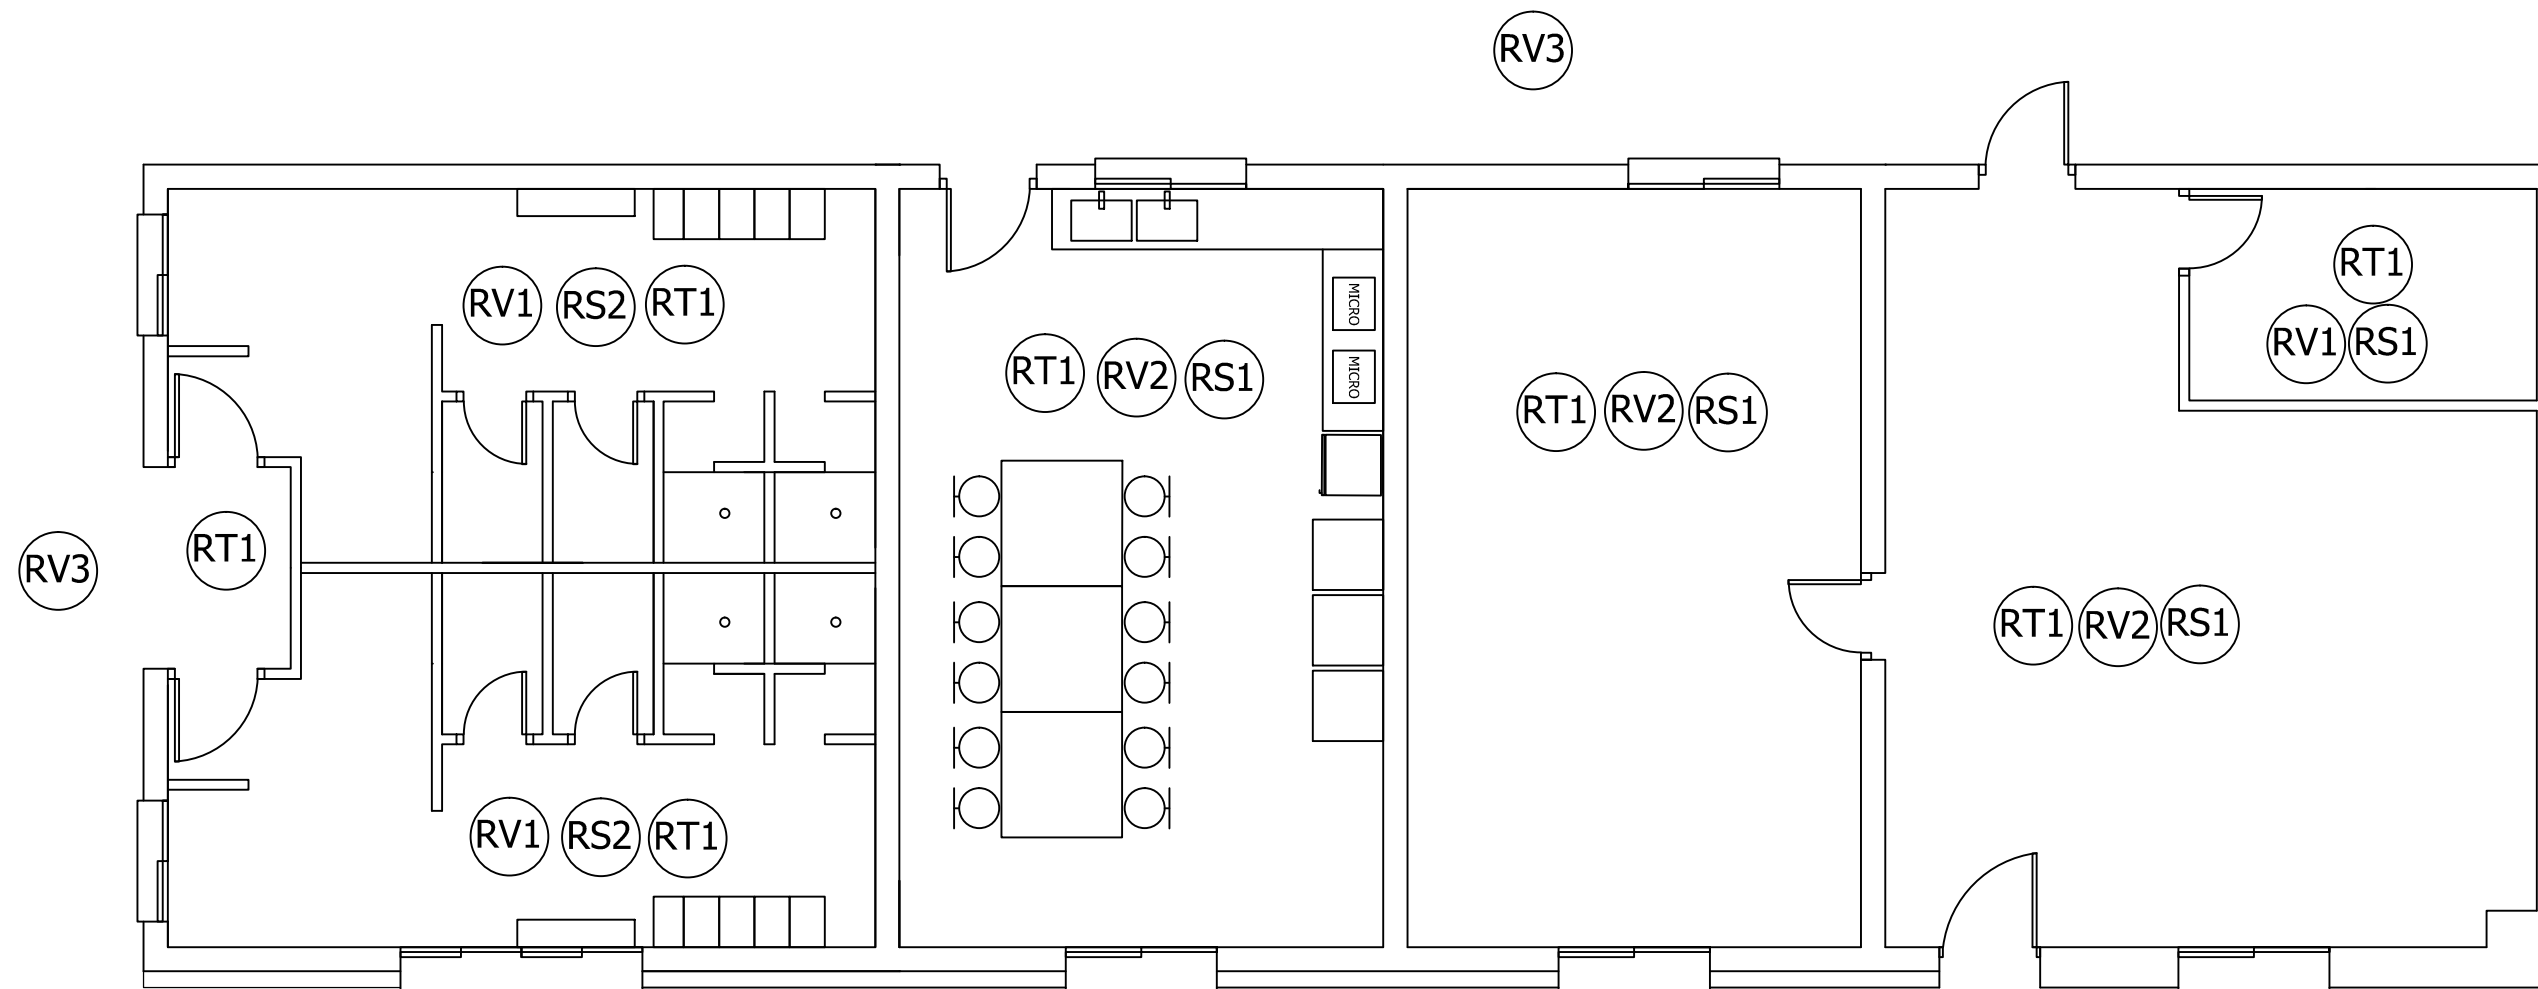 RV3
RT1
RV1 RS2 RT1
MICRO
RV1 RS1
MICRO
RT1 RV2 RS1
RT1 RV2 RS1
RT1
RV3
RT1 RV2 RS1
RV1 RS2 RT1